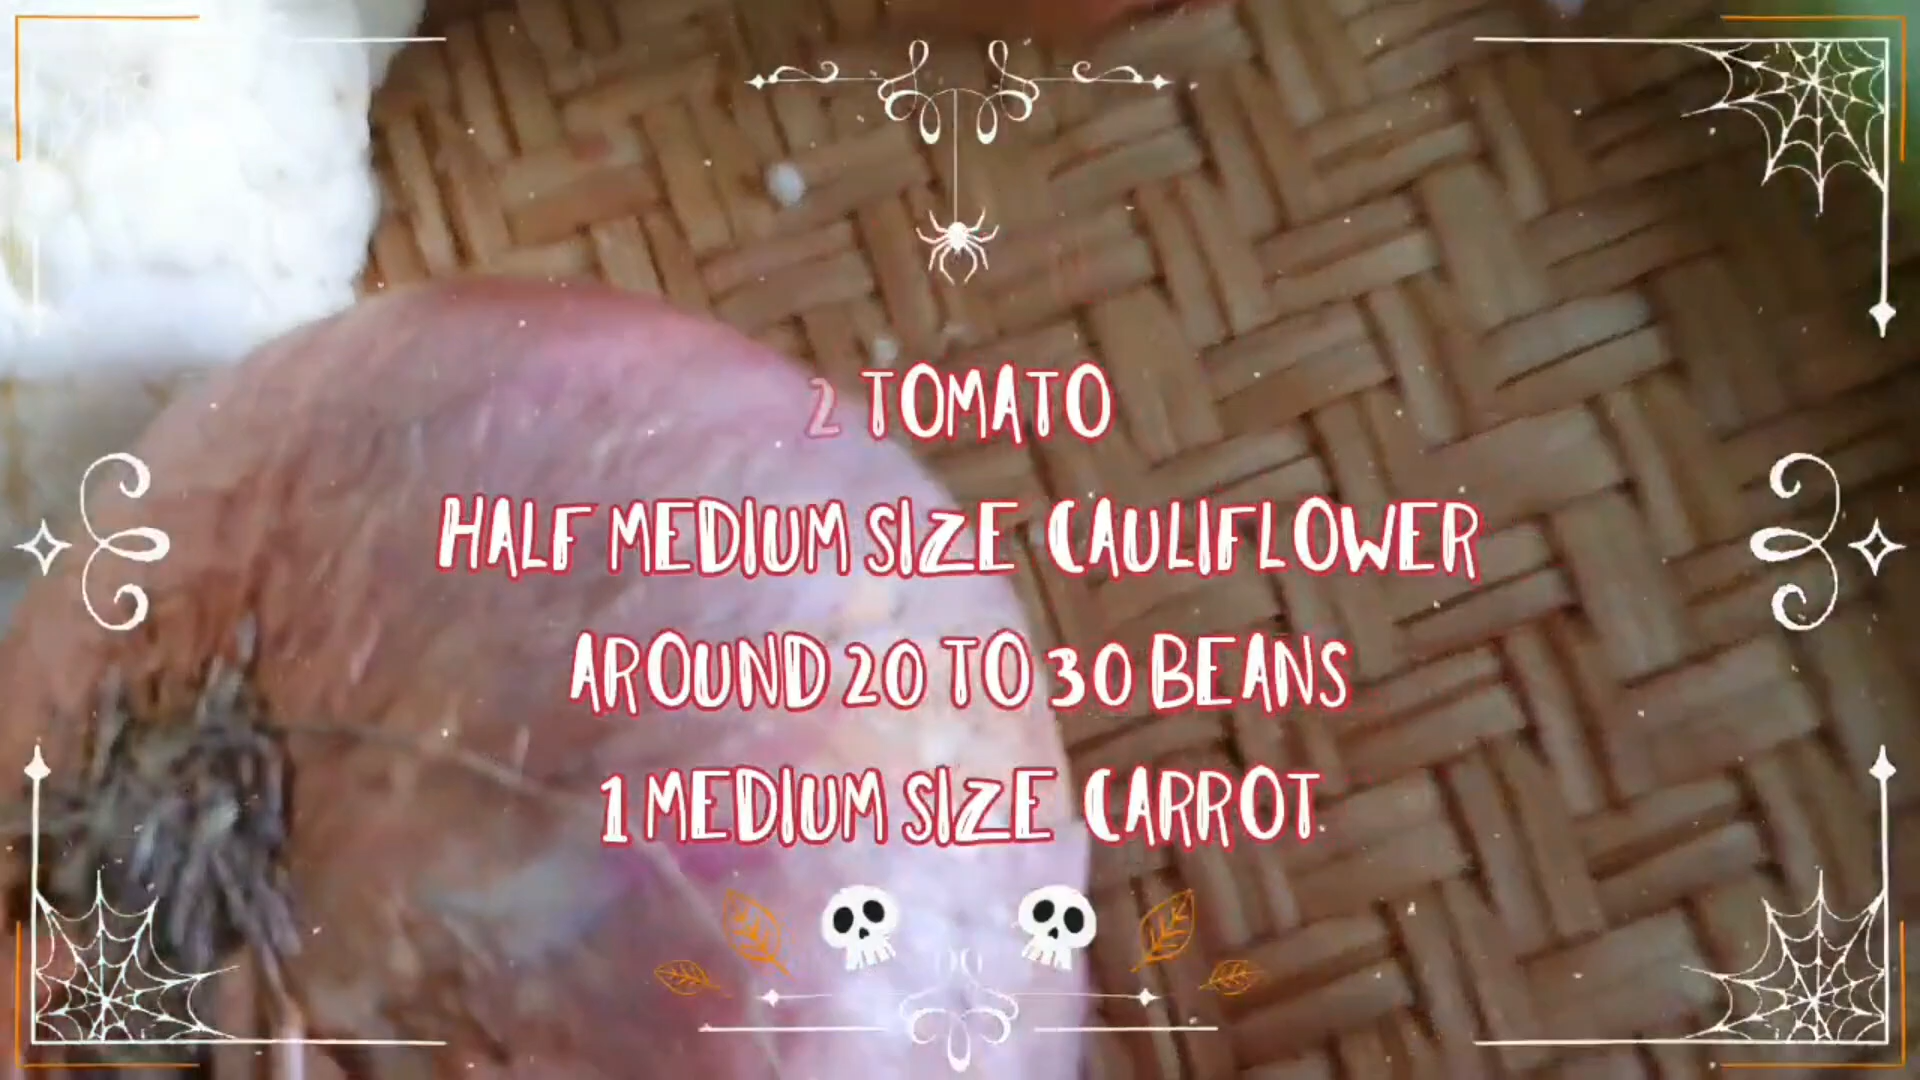 2 TOMATO
HALF MEDIUM SIZE CAULIFLOWER
AROUND 20 TO 30 BEANS
1 MEDIUM SIZE CARROT